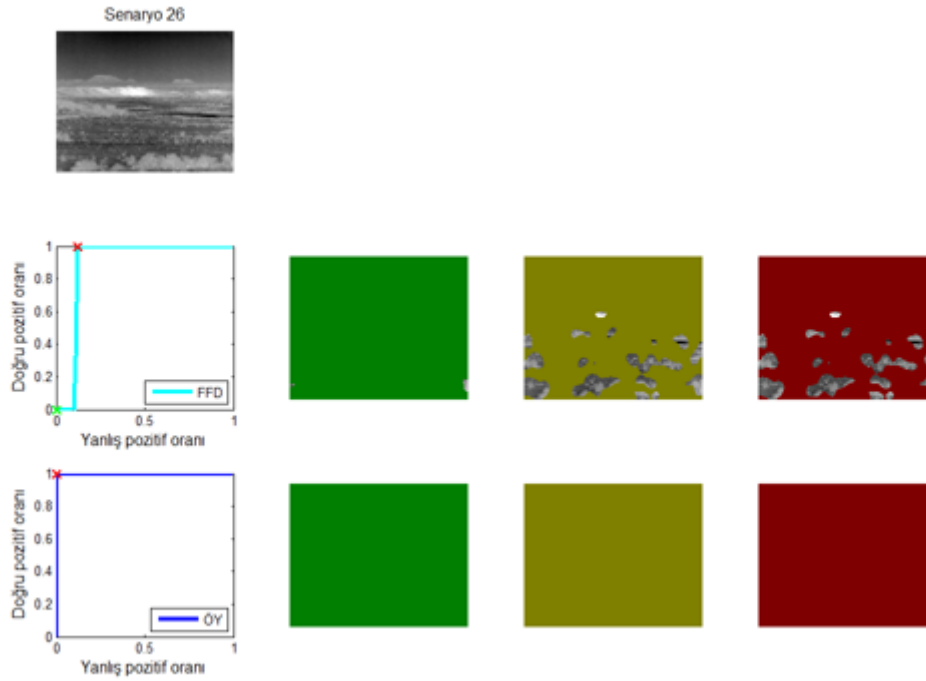 Senaryo 26
1
0.8
0.6
0.4
0.2
0
0
0.5
1
Doğru pozitif oranı
Yanlış pozitif oranı
FFD
1
0.8
0.6
0.4
0.2
0
0
0.5
1
Doğru pozitif oranı
Yanlış pozitif oranı
ÖY